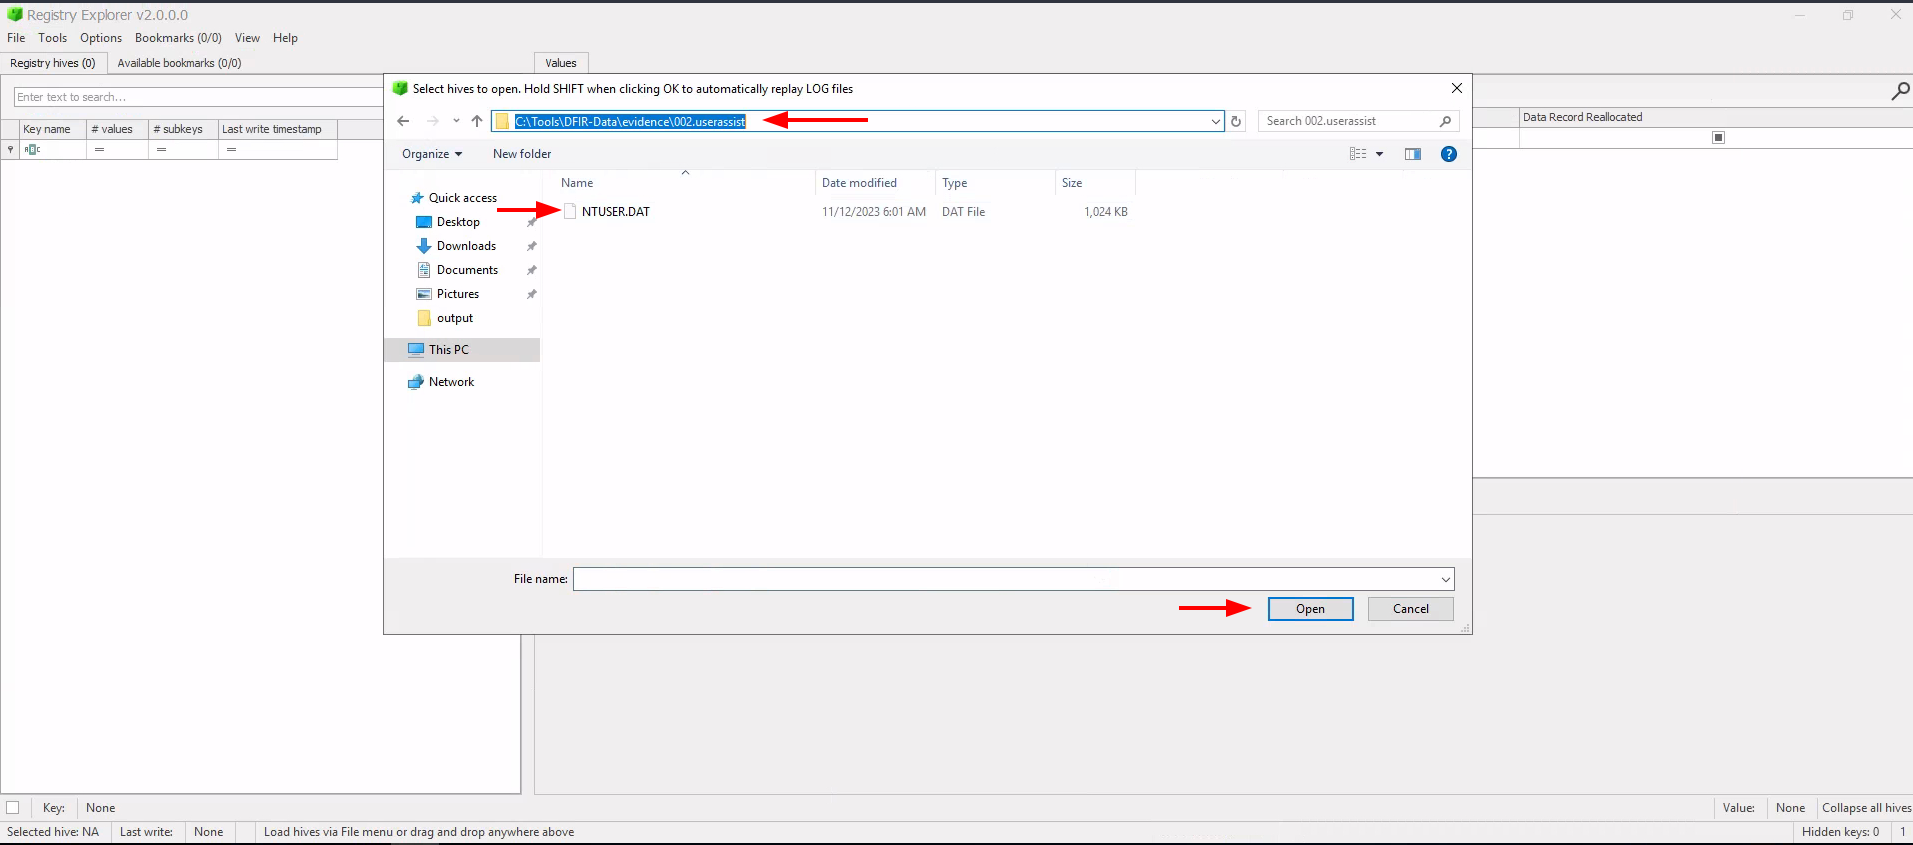 Registry Explorer v2.0.0.0
File Tools Options Bookmarks (0/0) View Help
Registry hives (0) Available bookmarks (0/0) Values
Select hives to open. Hold SHIFT when clicking OK to automatically replay LOG files
Enter text to search...
C:\Tools\DFIR-Data\evidence\002.userassist Search 002.userassist
Data Record Reallocated
Key name # values # subkeys Last write timestamp
Organize New folder
Name Date modified Type Size
Quick access
NTUSER.DAT 11/12/2023 6:01 AM DAT File 1,024 KB
Desktop
Downloads
Documents
Pictures
output
This PC
Network
File name:
Open Cancel
Key: None Value: None Collapse all hives
Selected hive: NA Last write: None Load hives via File menu or drag and drop anywhere above Hidden keys: 0 1